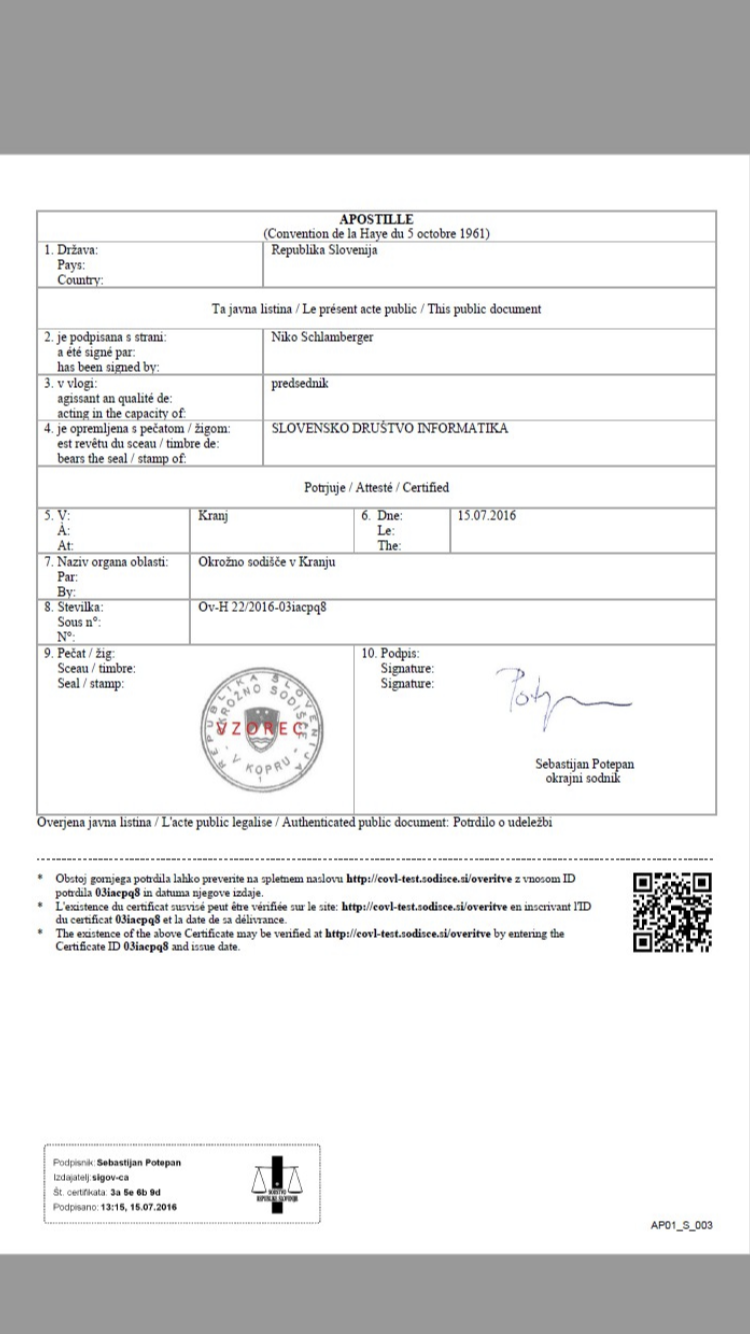 APOSTILLE
(Convention de la Haye du 5 octobre 1961)
1. Država:
Pays:
Country:
Republika Slovenija
Ta javna listina / Le présent acte public / This public document
2. je podpisana s strani:
a été signé par:
has been signed by:
Niko Schlamberger
3. v vlogi:
agissant an qualité de:
acting in the capacity of:
predsednik
4. je opremljena s pečatom / žigom:
est revêtu du sceau / timbre de:
bears the seal / stamp of:
SLOVENSKO DRUŠTVO INFORMATIKA
Potrjuje / Attesté / Certified
5. V:
À:
At:
Kranj
6. Dne:
Le:
The:
15.07.2016
7. Naziv organa oblasti:
Par:
By:
Okrožno sodišče v Kranju
8. Številka:
Sous nº:
Nº:
Ov-H 22/2016-03iacpq8
9. Pečat / žig:
Sceau / timbre:
Seal / stamp:
REPUBLIKA SLOVENIJA
OKROŽNO SODIŠČE
V KOPRU
1
VZOREC
10. Podpis:
Signature:
Signature:
Sebastijan Potepan
okrajni sodnik
Overjena javna listina / L'acte public legalise / Authenticated public document: Potrdilo o udeležbi
* Obstoj gornjega potrdila lahko preverite na spletnem naslovu http://covl-test.sodisce.si/overitve z vnosom ID
potrdila 03iacpq8 in datuma njegove izdaje.
* L'existence du certificat susvisé peut être vérifiée sur le site: http://covl-test.sodisce.si/overitve en inscrivant l'ID
du certificat 03iacpq8 et la date de sa délivrance.
* The existence of the above Certificate may be verified at http://covl-test.sodisce.si/overitve by entering the
Certificate ID 03iacpq8 and issue date.
Podpisnik: Sebastijan Potepan
Izdajatelj: sigov-ca
Št. certifikata: 3a 5e 6b 9d
Podpisano: 13:15, 15.07.2016
SODSTVO
REPUBLIKE SLOVENIJE
AP01_S_003